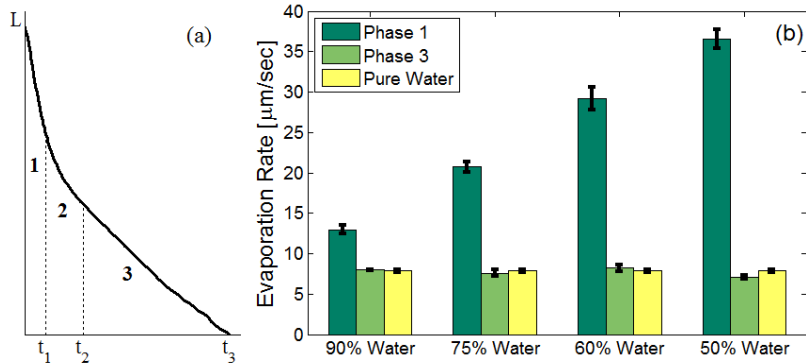 L
(a)
1
2
3
t1 t2 t3
Evaporation Rate [μm/sec]
40
35
30
25
20
15
10
5
0
Phase 1
Phase 3
Pure Water
(b)
90% Water 75% Water 60% Water 50% Water